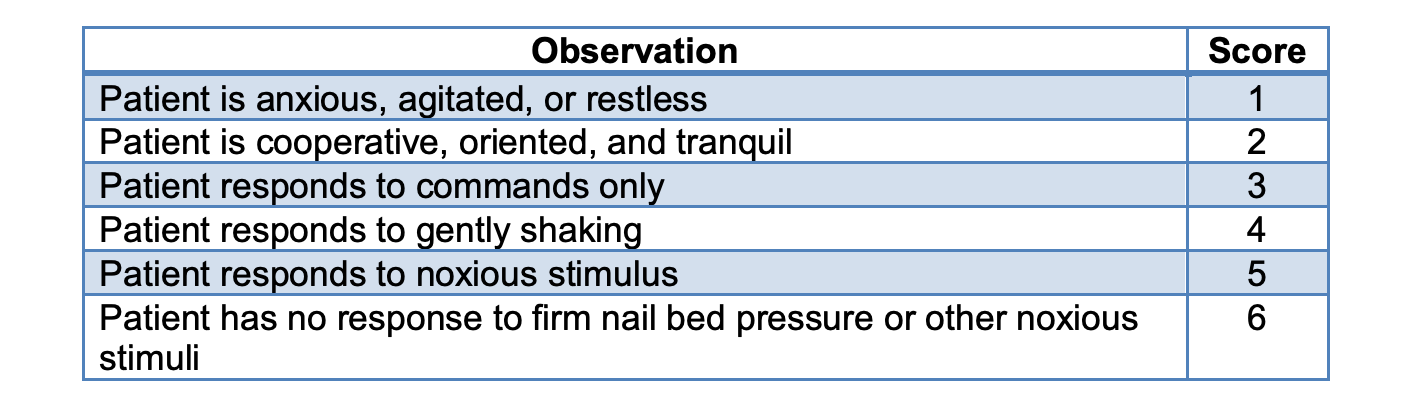 Observation Score
Patient is anxious, agitated, or restless 1
Patient is cooperative, oriented, and tranquil 2
Patient responds to commands only 3
Patient responds to gently shaking 4
Patient responds to noxious stimulus 5
Patient has no response to firm nail bed pressure or other noxious 6
stimuli